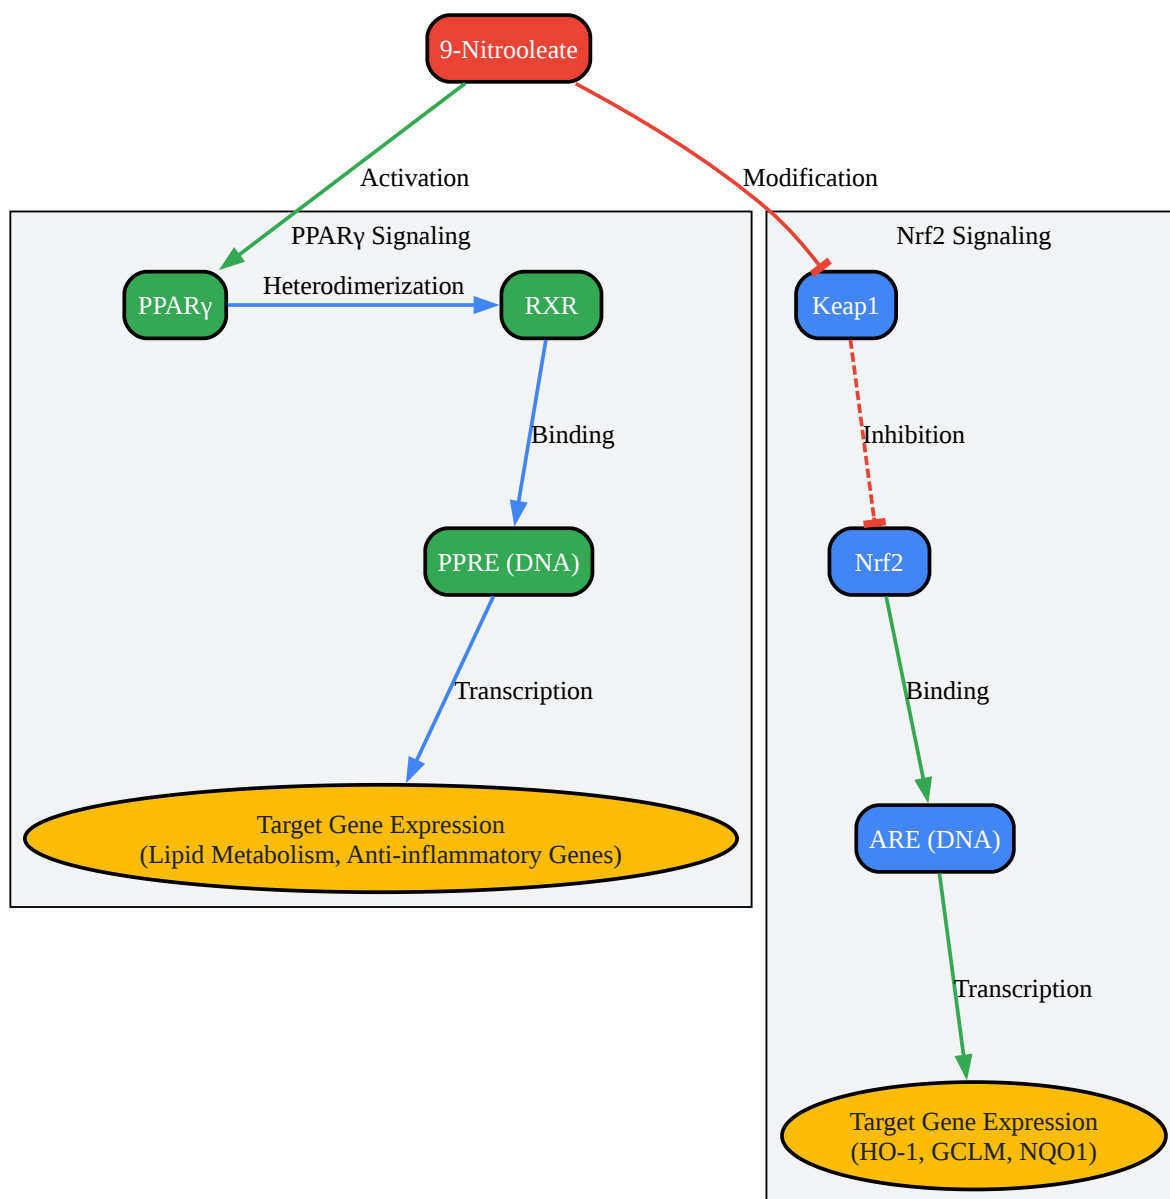 9-Nitrooleate
Activation
Modification
PPARγ Signaling
Nrf2 Signaling
PPARγ
Heterodimerization
RXR
Keap1
Binding
Inhibition
PPRE (DNA)
Nrf2
Transcription
Binding
Target Gene Expression
(Lipid Metabolism, Anti-inflammatory Genes)
ARE (DNA)
Transcription
Target Gene Expression
(HO-1, GCLM, NQO1)